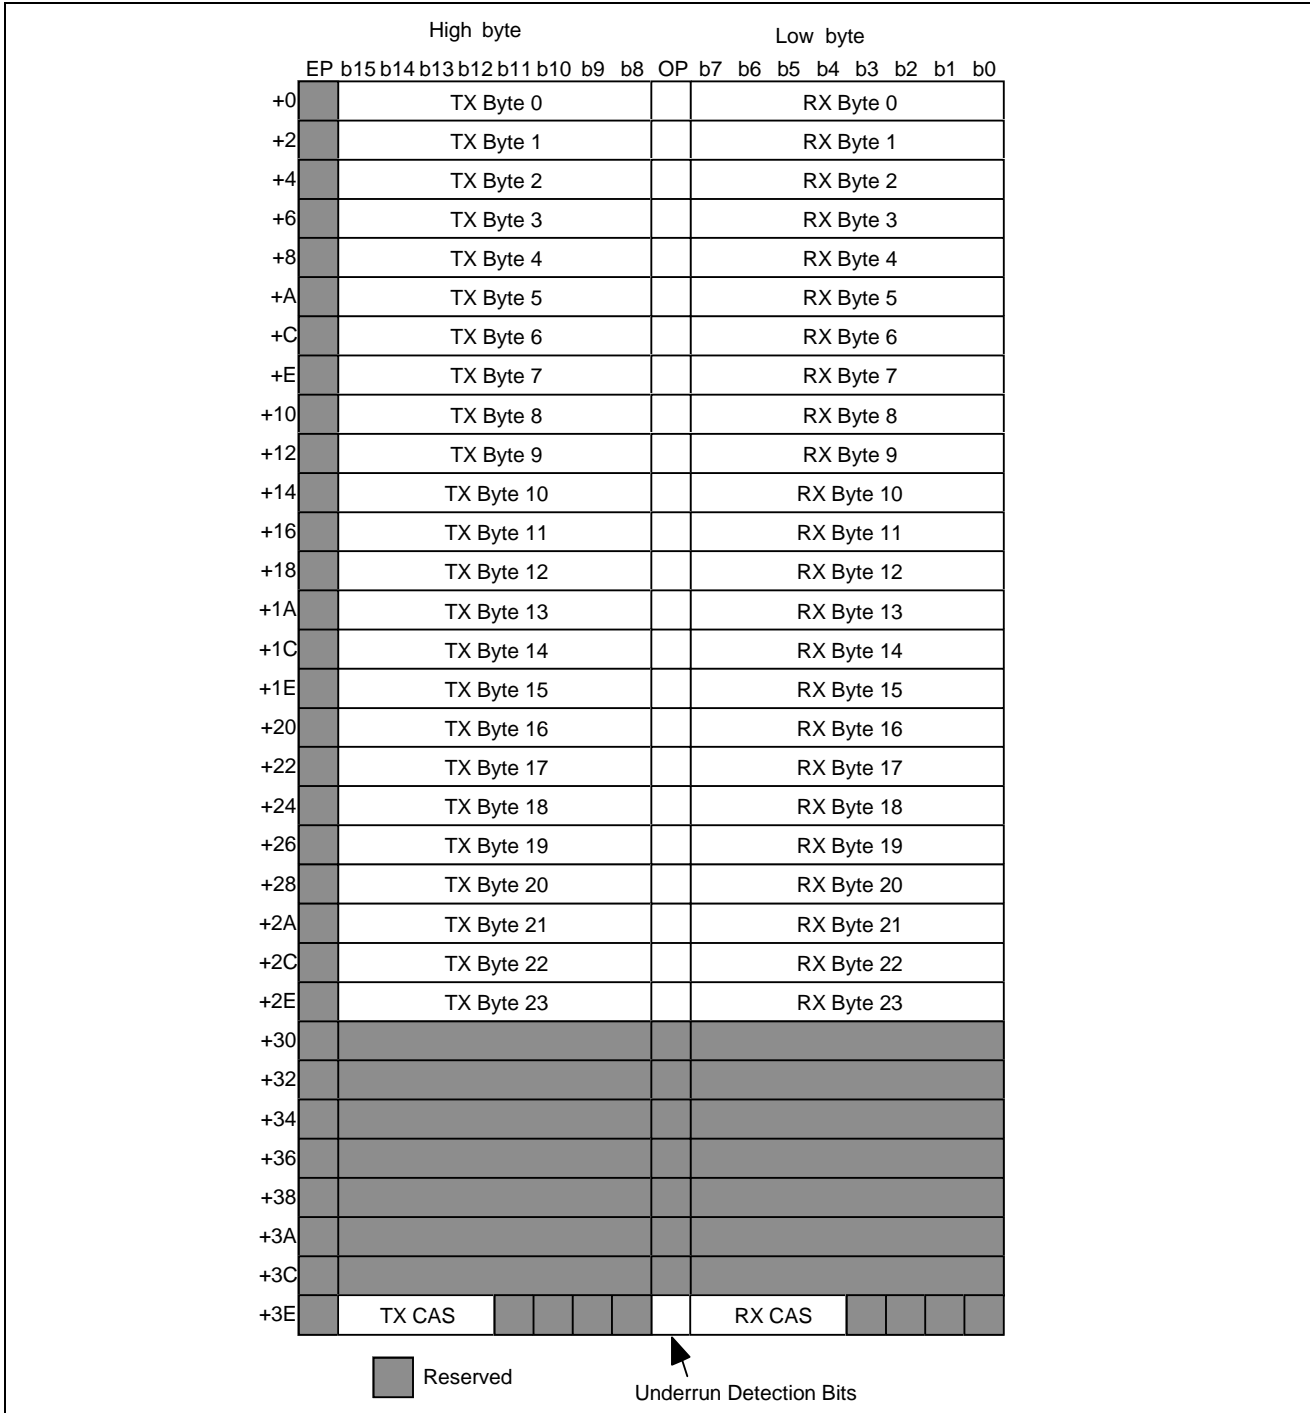 High byte Low byte
EP b15 b14 b13 b12 b11 b10 b9 b8 OP b7 b6 b5 b4 b3 b2 b1 b0
+0 TX Byte 0 RX Byte 0
+2 TX Byte 1 RX Byte 1
+4 TX Byte 2 RX Byte 2
+6 TX Byte 3 RX Byte 3
+8 TX Byte 4 RX Byte 4
+A TX Byte 5 RX Byte 5
+C TX Byte 6 RX Byte 6
+E TX Byte 7 RX Byte 7
+10 TX Byte 8 RX Byte 8
+12 TX Byte 9 RX Byte 9
+14 TX Byte 10 RX Byte 10
+16 TX Byte 11 RX Byte 11
+18 TX Byte 12 RX Byte 12
+1A TX Byte 13 RX Byte 13
+1C TX Byte 14 RX Byte 14
+1E TX Byte 15 RX Byte 15
+20 TX Byte 16 RX Byte 16
+22 TX Byte 17 RX Byte 17
+24 TX Byte 18 RX Byte 18
+26 TX Byte 19 RX Byte 19
+28 TX Byte 20 RX Byte 20
+2A TX Byte 21 RX Byte 21
+2C TX Byte 22 RX Byte 22
+2E TX Byte 23 RX Byte 23
+30
+32
+34
+36
+38
+3A
+3C
+3E TX CAS RX CAS
Reserved
Underrun Detection Bits